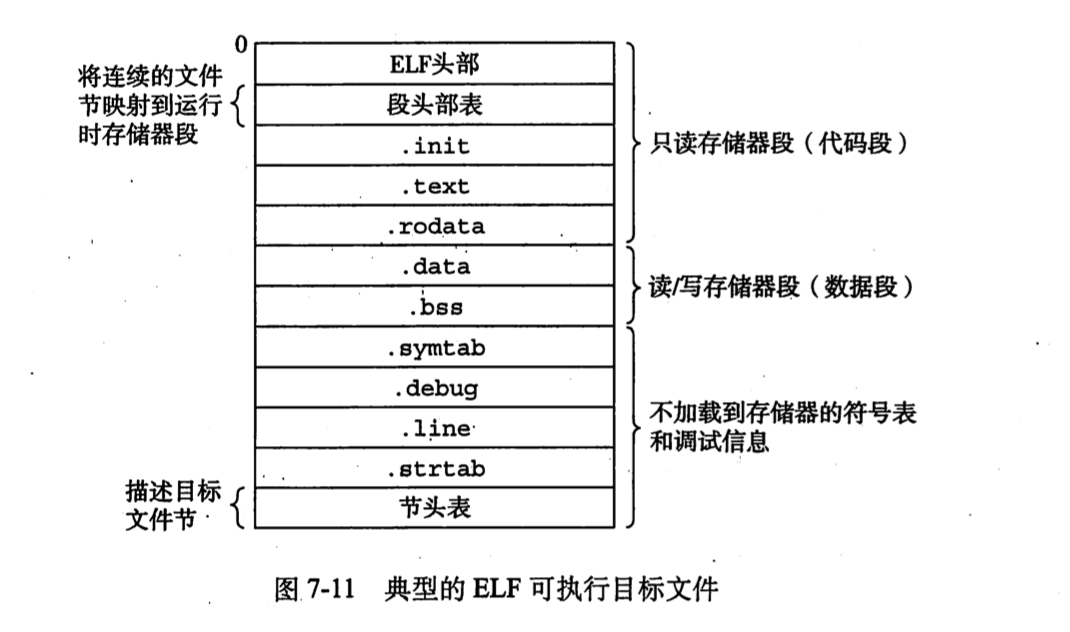 0
ELF头部
将连续的文件
节映射到运行
时存储器段
段头部表
.init
.text
.rodata
只读存储器段（代码段）
.data
.bss
读/写存储器段（数据段）
.symtab
.debug
.line
.strtab
不加载到存储器的符号表
和调试信息
描述目标
文件节
节头表
图 7-11 典型的 ELF 可执行目标文件